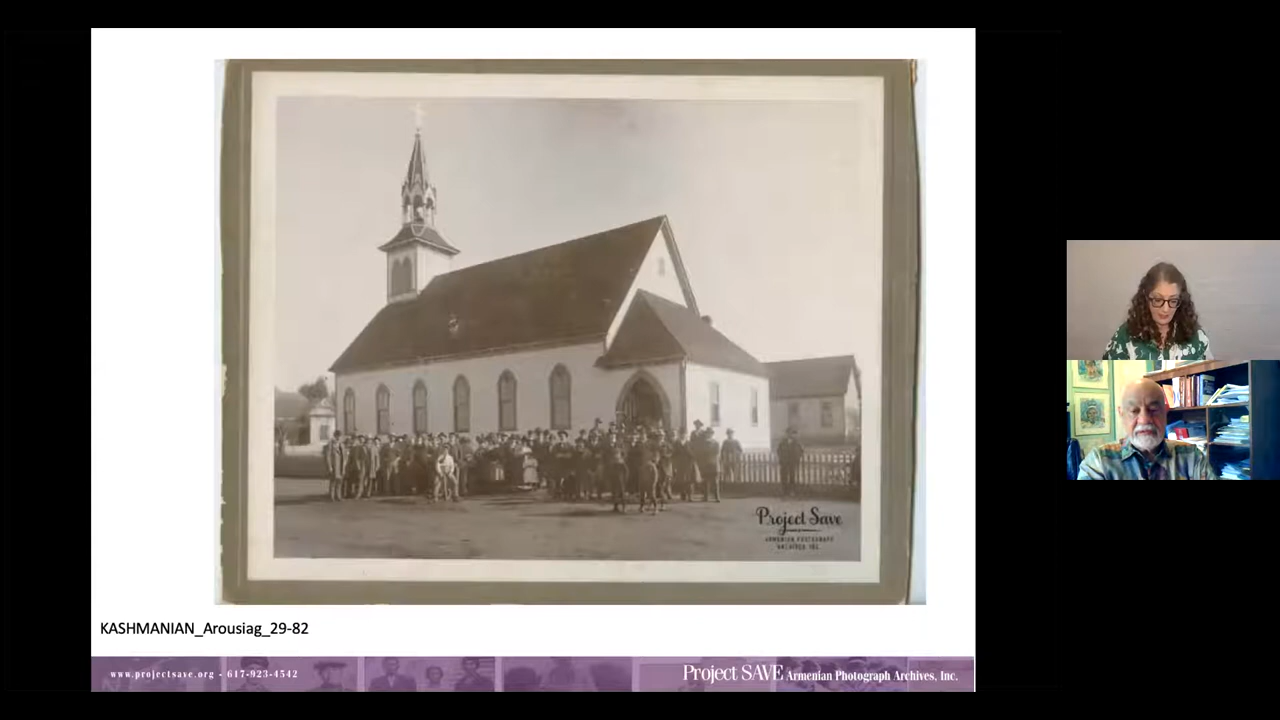 Project Save
ARMENIAN PHOTOGRAPH
ARCHIVES INC.
KASHMANIAN_Arousiag_29-82
www.projectsave.org - 617-923-4542
Project SAVE Armenian Photograph Archives, Inc.